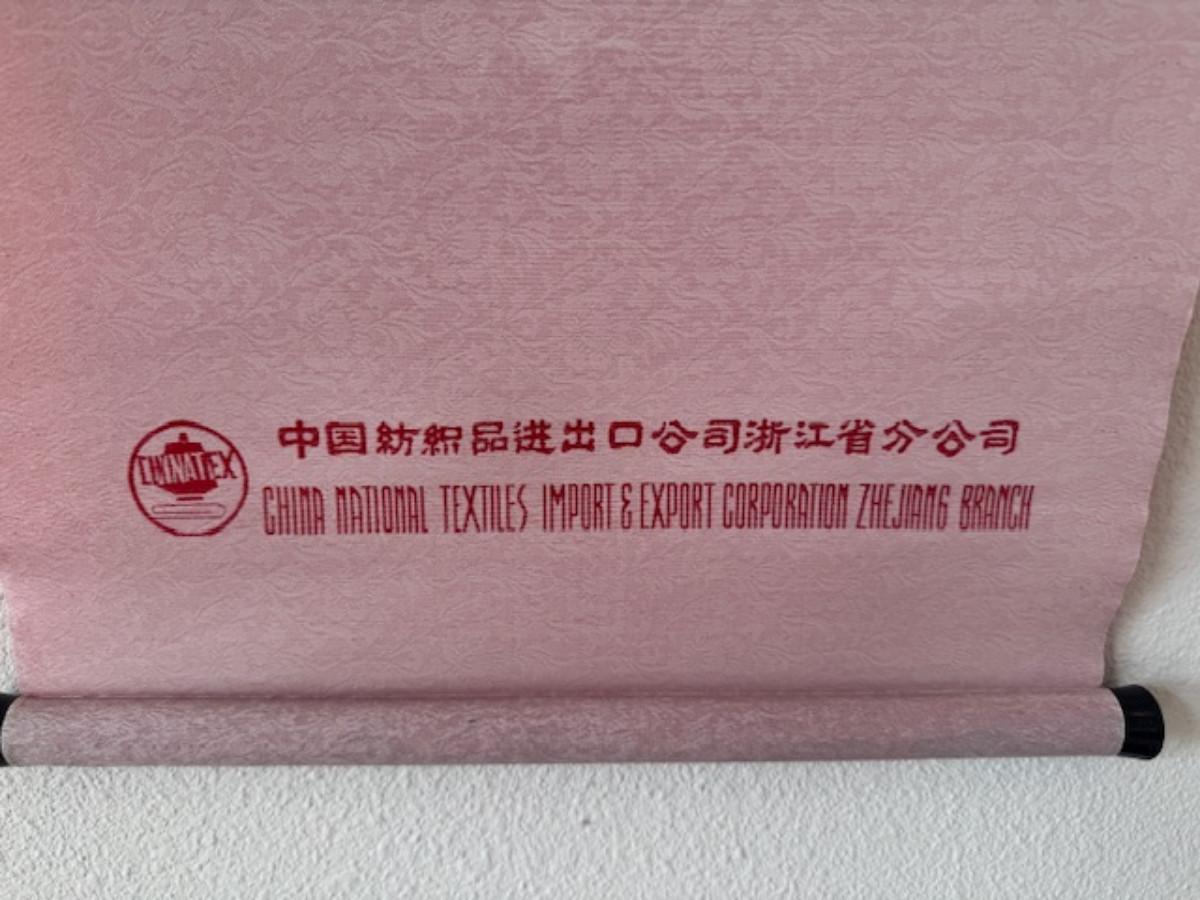 CHINATEX
中国纺织品进出口公司浙江省分公司
CHINA NATIONAL TEXTILES IMPORT & EXPORT CORPORATION ZHEJIANG BRANCH